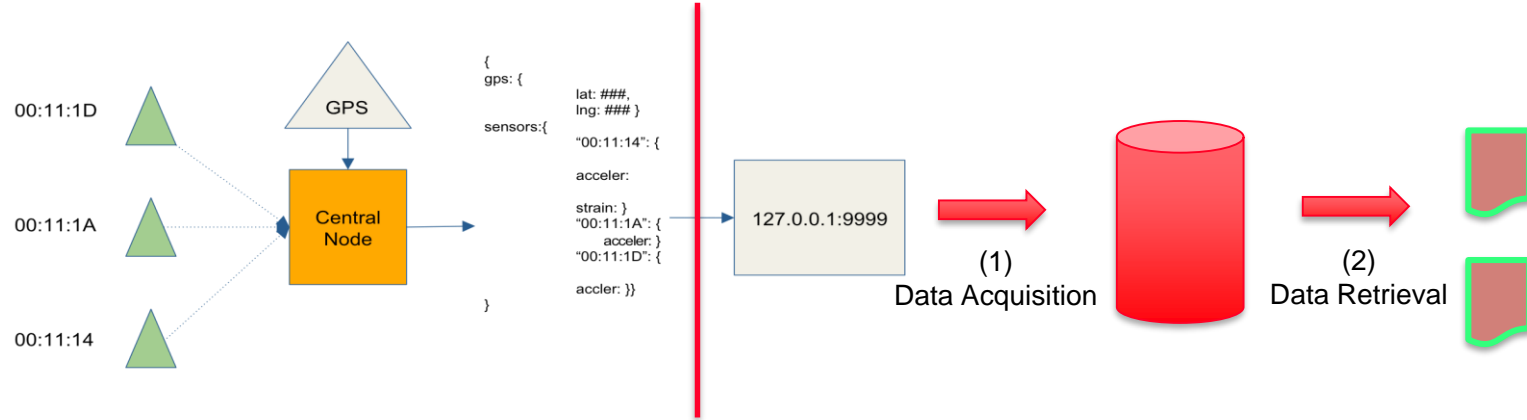 00:11:1D
00:11:1A
00:11:14
GPS
Central
Node
{
gps: {
lat: ###,
lng: ### }
sensors:{
“00:11:14”: {
acceler:
strain: }
“00:11:1A”: {
acceler: }
“00:11:1D”: {
accler: }}
}
127.0.0.1:9999
(1)
Data Acquisition
(2)
Data Retrieval